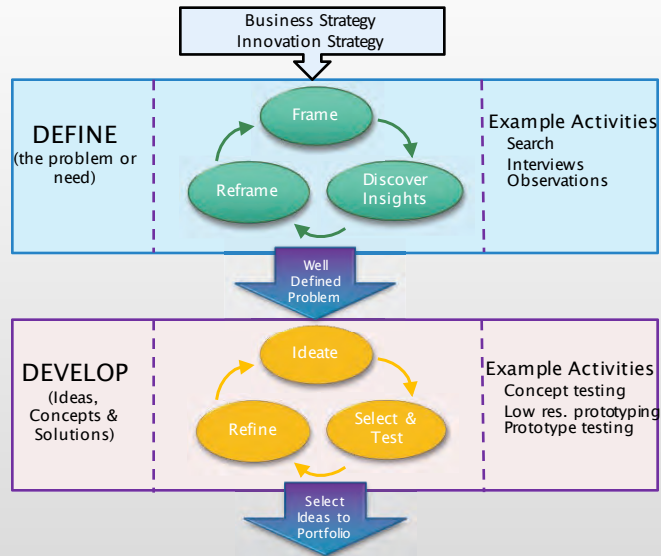 Business Strategy
Innovation Strategy
DEFINE
(the problem or
need)
Frame
Reframe
Discover
Insights
Example Activities
Search
Interviews
Observations
Well
Defined
Problem
DEVELOP
(Ideas,
Concepts &
Solutions)
Ideate
Refine
Select &
Test
Example Activities
Concept testing
Low res. prototyping
Prototype testing
Select
Ideas to
Portfolio